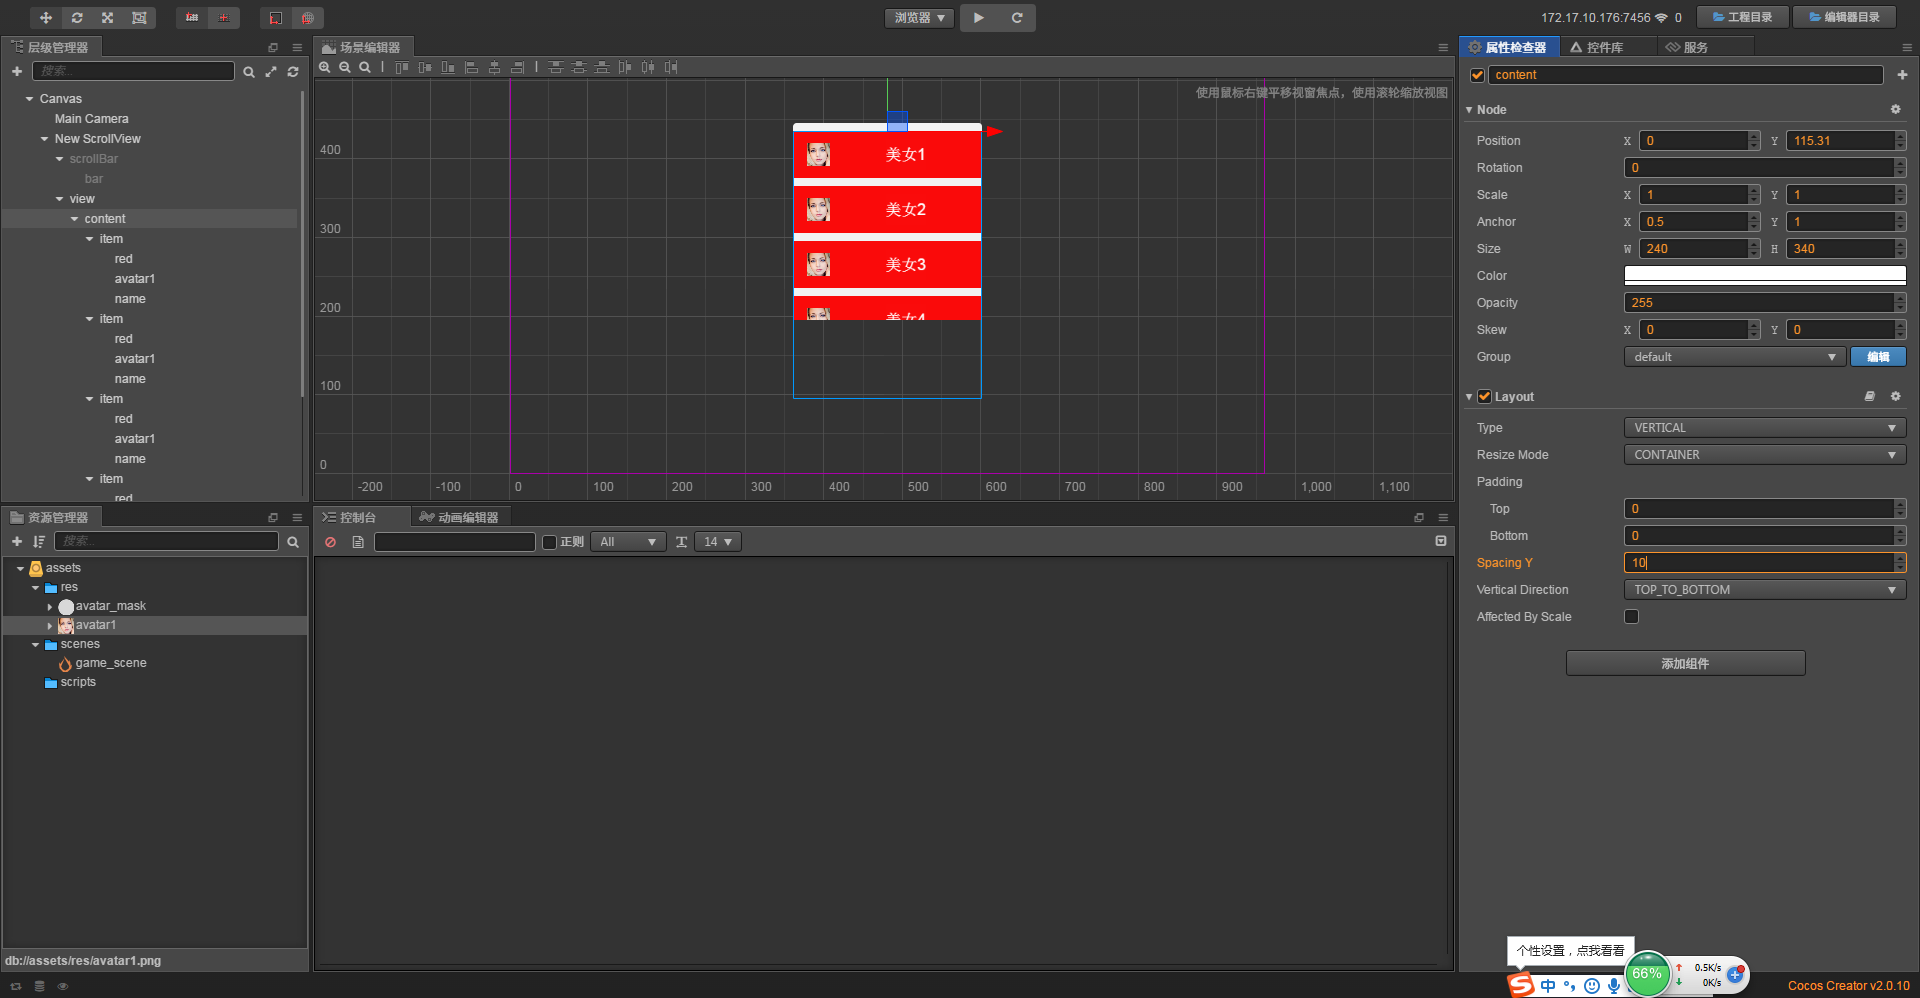 浏览器
172.17.10.176:7456 0
工程目录
编辑器目录
层级管理器
搜索...
Canvas
Main Camera
New ScrollView
scrollBar
bar
view
content
item
red
avatar1
name
item
red
avatar1
name
item
red
avatar1
name
item
red
场景编辑器
使用鼠标右键平移视窗焦点，使用滚轮缩放视图
400
300
200
100
0
-200 -100 0 100 200 300 400 500 600 700 800 900 1,000 1,100
美女1
美女2
美女3
美女4
资源管理器
搜索...
assets
res
avatar_mask
avatar1
scenes
game_scene
scripts
db://assets/res/avatar1.png
控制台
动画编辑器
正则
All
14
属性检查器
控件库
服务
content
Node
Position X 0 Y 115.31
Rotation 0
Scale X 1 Y 1
Anchor X 0.5 Y 1
Size W 240 H 340
Color
Opacity 255
Skew X 0 Y 0
Group default 编辑
Layout
Type VERTICAL
Resize Mode CONTAINER
Padding
Top 0
Bottom 0
Spacing Y 10
Vertical Direction TOP_TO_BOTTOM
Affected By Scale
添加组件
个性设置，点我看看
S 中
66%
0.5K/s
0K/s
Cocos Creator v2.0.10